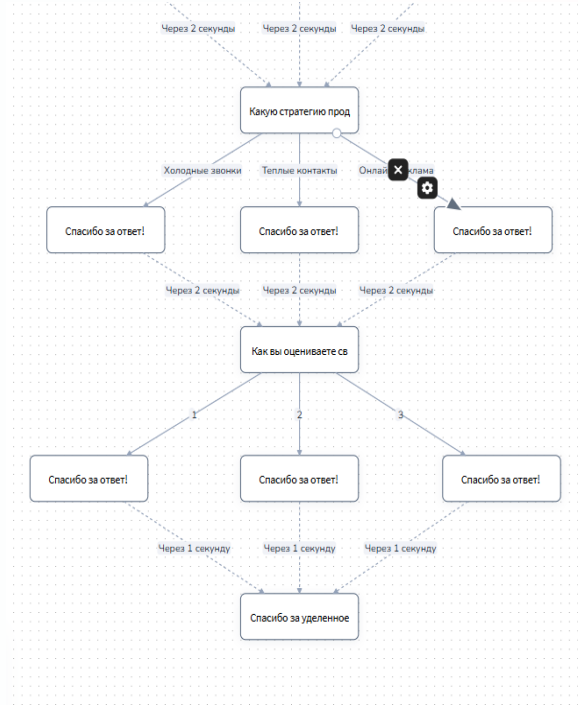 Через 2 секунды
Через 2 секунды
Через 2 секунды
Какую стратегию прод
Холодные звонки
Теплые контакты
Спасибо за ответ!
Спасибо за ответ!
Спасибо за ответ!
Через 2 секунды
Через 2 секунды
Через 2 секунды
Как вы оцениваете св
1
2
3
Спасибо за ответ!
Спасибо за ответ!
Спасибо за ответ!
Через 1 секунду
Через 1 секунду
Через 1 секунду
Спасибо за уделенное